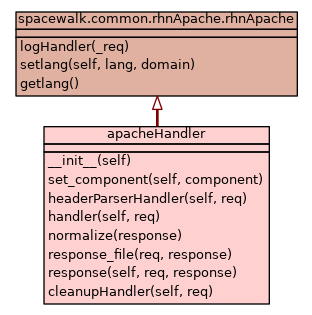 spacewalk.common.rhnApache.rhnApache
logHandler(_req)
setlang(self, lang, domain)
getlang()
apacheHandler
__init__(self)
set_component(self, component)
headerParserHandler(self, req)
handler(self, req)
normalize(response)
response_file(req, response)
response(self, req, response)
cleanupHandler(self, req)